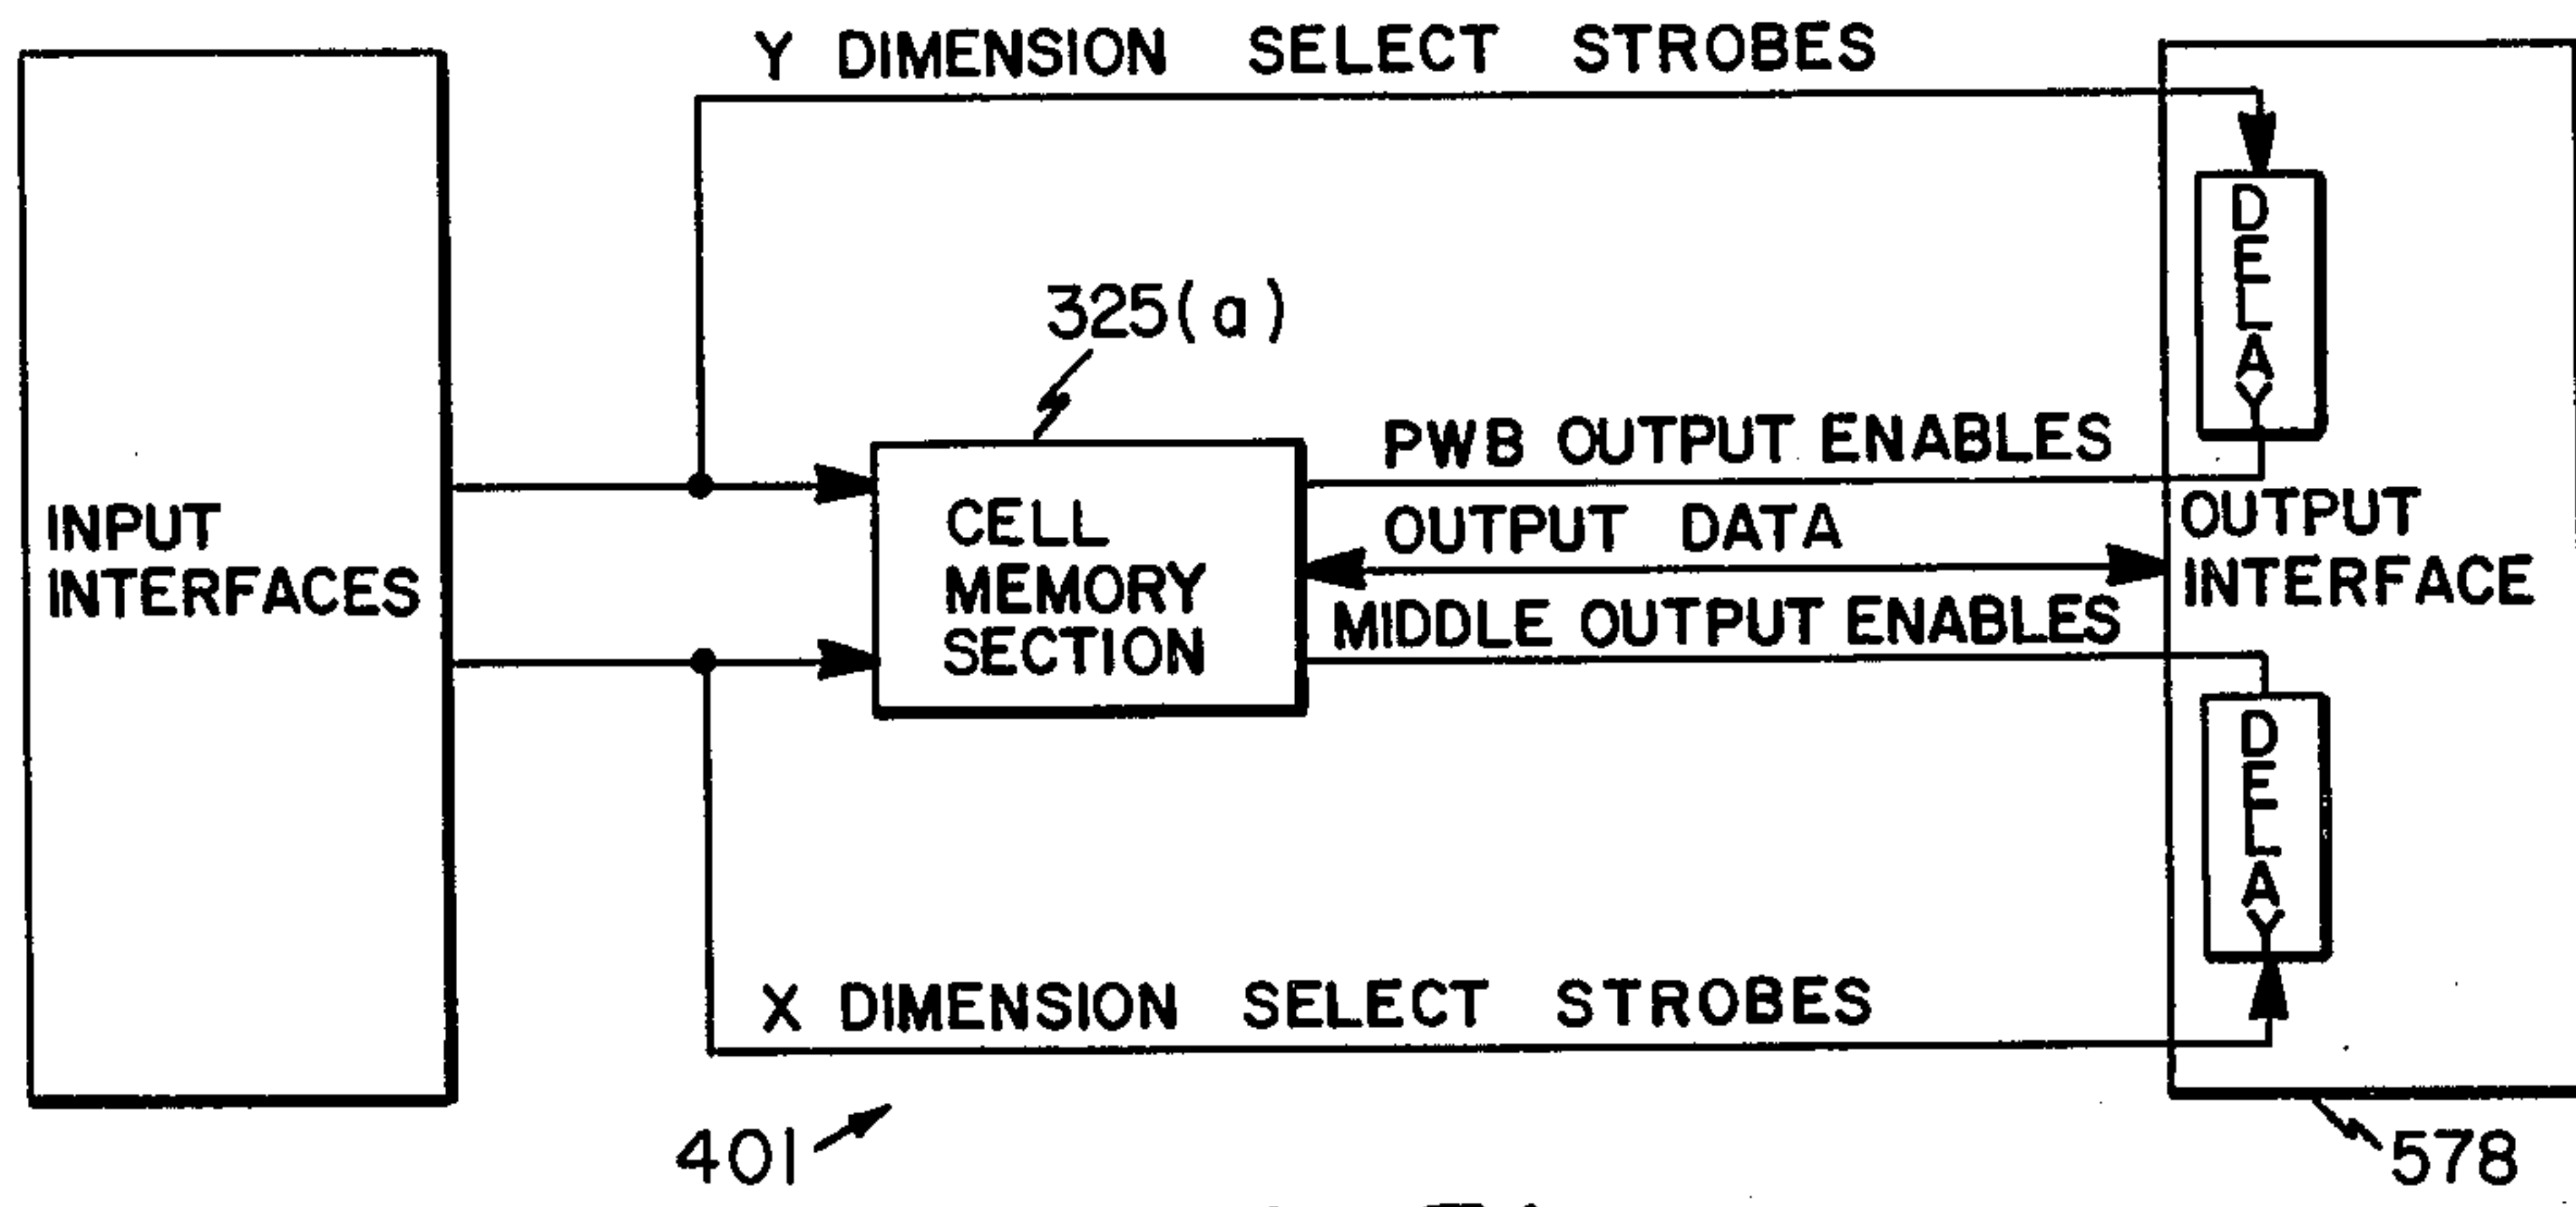 Y DIMENSION SELECT STROBES
325(a)
INPUT
INTERFACES
CELL
MEMORY
SECTION
PWB OUTPUT ENABLES
OUTPUT DATA
MIDDLE OUTPUT ENABLES
DELAY
OUTPUT
INTERFACE
DELAY
X DIMENSION SELECT STROBES
401
578